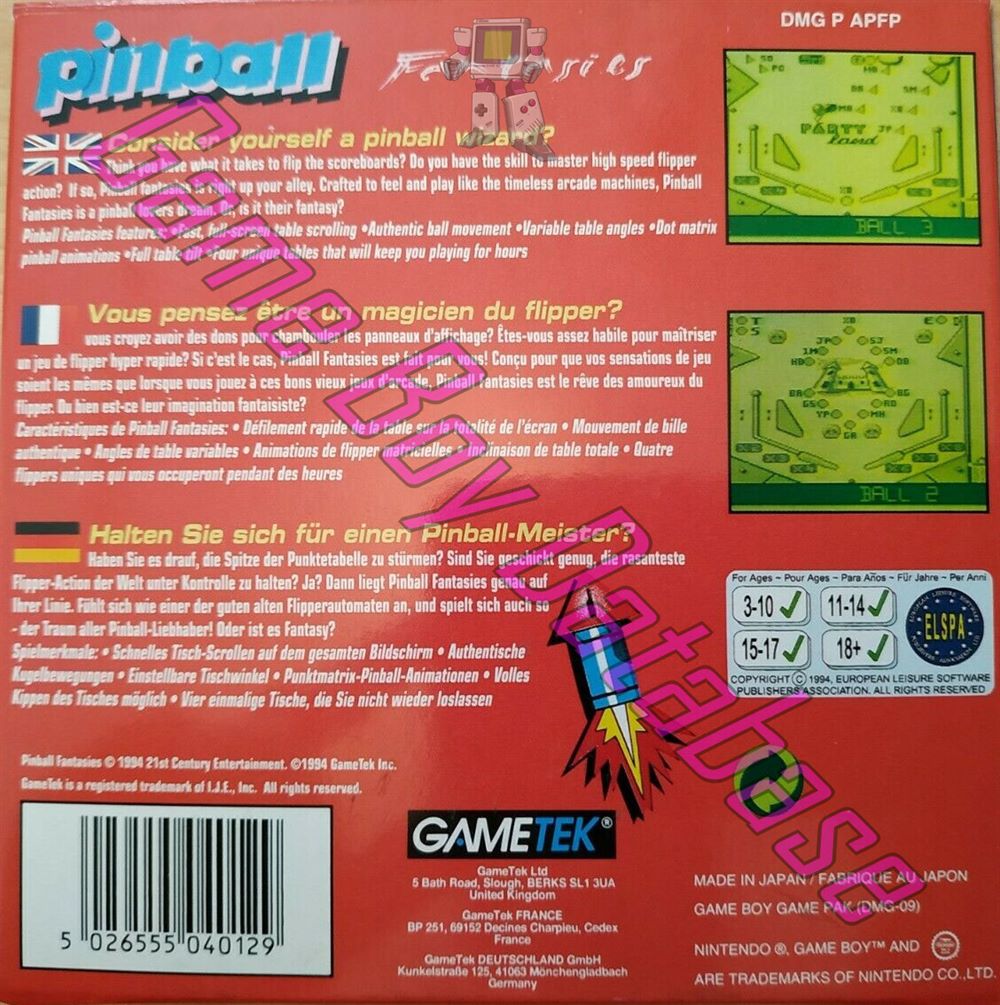 DMG P APFP
pinball
Fantasies
Consider yourself a pinball wizard?
Think you have what it takes to flip the scoreboards? Do you have the skill to master high speed flipper
action? If so, Pinball fantasies is right up your alley. Crafted to feel and play like the timeless arcade machines, Pinball
Fantasies is a pinball lovers dream. Or, is it their fantasy?
Pinball Fantasies features: •Fast, full-screen table scrolling •Authentic ball movement •Variable table angles •Dot matrix
pinball animations •Full table tilt •Four unique tables that will keep you playing for hours
PARTY
Land
BALL 3
Vous pensez être un magicien du flipper?
vous croyez avoir des dons pour chambouler les panneaux d'affichage? Êtes-vous assez habile pour maîtriser
un jeu de flipper hyper rapide? Si c'est le cas, Pinball Fantasies est fait pour vous! Conçu pour que vos sensations de jeu
soient les mêmes que lorsque vous jouez à ces bons vieux jeux d'arcade, Pinball Fantasies est le rêve des amoureux du
flipper. Ou bien est-ce leur imagination fantaisiste?
Caractéristiques de Pinball Fantasies: • Défilement rapide de la table sur la totalité de l'écran • Mouvement de bille
authentique • Angles de table variables • Animations de flipper matricielles • Inclinaison de table totale • Quatre
flippers uniques qui vous occuperont pendant des heures
BALL 2
Halten Sie sich für einen Pinball-Meister?
Haben Sie es drauf, die Spitze der Punktetabelle zu stürmen? Sind Sie geschickt genug, die rasanteste
Flipper-Action der Welt unter Kontrolle zu halten? Ja? Dann liegt Pinball Fantasies genau auf
Ihrer Linie. Fühlt sich wie einer der guten alten Flipperautomaten an, und spielt sich auch so
- der Traum aller Pinball-Liebhaber! Oder ist es Fantasy?
Spielmerkmale: • Schnelles Tisch-Scrollen auf dem gesamten Bildschirm • Authentische
Kugelbewegungen • Einstellbare Tischwinkel • Punktmatrix-Pinball-Animationen • Volles
Kippen des Tisches möglich • Vier einmalige Tische, die Sie nicht wieder loslassen
For Ages ~ Pour Ages ~ Para Años ~ Für Jahre ~ Per Anni
3-10 ✓ 11-14 ✓
15-17 ✓ 18+ ✓
ELSPA
COPYRIGHT © 1994, EUROPEAN LEISURE SOFTWARE
PUBLISHERS ASSOCIATION. ALL RIGHTS RESERVED
Pinball Fantasies © 1994 21st Century Entertainment. ©1994 GameTek Inc.
GameTek is a registered trademark of I.J.E., Inc. All rights reserved.
5 026555 040129
GAMETEK®
GameTek Ltd
5 Bath Road, Slough, BERKS SL1 3UA
United Kingdom
GameTek FRANCE
BP 251, 69152 Decines Charpieu, Cedex
France
GameTek DEUTSCHLAND GmbH
Kunkelstraße 125, 41063 Mönchengladbach
Germany
MADE IN JAPAN / FABRIQUE AU JAPON
GAME BOY GAME PAK (DMG-09)
NINTENDO ®, GAME BOY™ AND
ARE TRADEMARKS OF NINTENDO CO.,LTD.
Game Boy Database